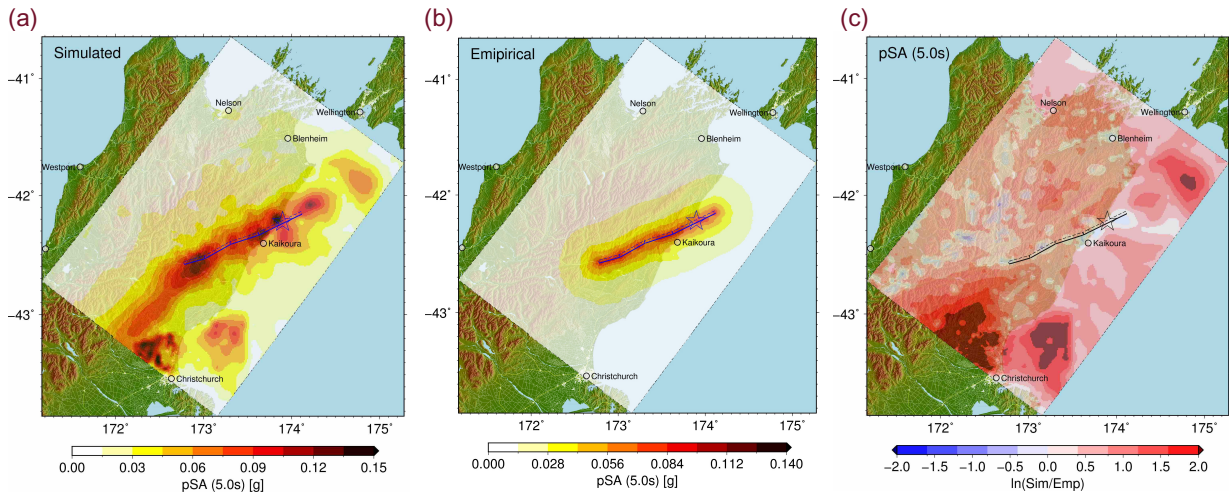 (a)
Simulated
Nelson
Wellington
Blenheim
Westport
Kaikoura
Christchurch
−41˚
−42˚
−43˚
172˚
173˚
174˚
175˚
0.00 0.03 0.06 0.09 0.12 0.15
pSA (5.0s) [g]
(b)
Emipirical
Nelson
Wellington
Blenheim
Westport
Kaikoura
Christchurch
−41˚
−42˚
−43˚
172˚
173˚
174˚
175˚
0.000 0.028 0.056 0.084 0.112 0.140
pSA (5.0s) [g]
(c)
pSA (5.0s)
Nelson
Wellington
Blenheim
Westport
Kaikoura
Christchurch
−41˚
−42˚
−43˚
172˚
173˚
174˚
175˚
−2.0 −1.5 −1.0 −0.5 0.0 0.5 1.0 1.5 2.0
ln(Sim/Emp)